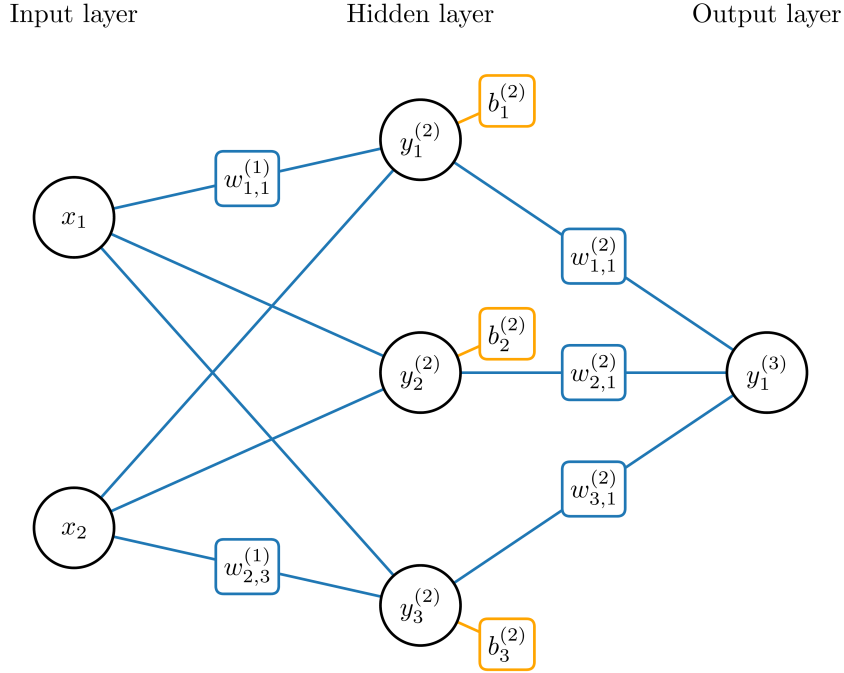 Input layer
Hidden layer
Output layer
b_1^{(2)}
y_1^{(2)}
w_{1,1}^{(1)}
x_1
w_{1,1}^{(2)}
b_2^{(2)}
y_2^{(2)}
w_{2,1}^{(2)}
y_1^{(3)}
w_{3,1}^{(2)}
x_2
w_{2,3}^{(1)}
y_3^{(2)}
b_3^{(2)}